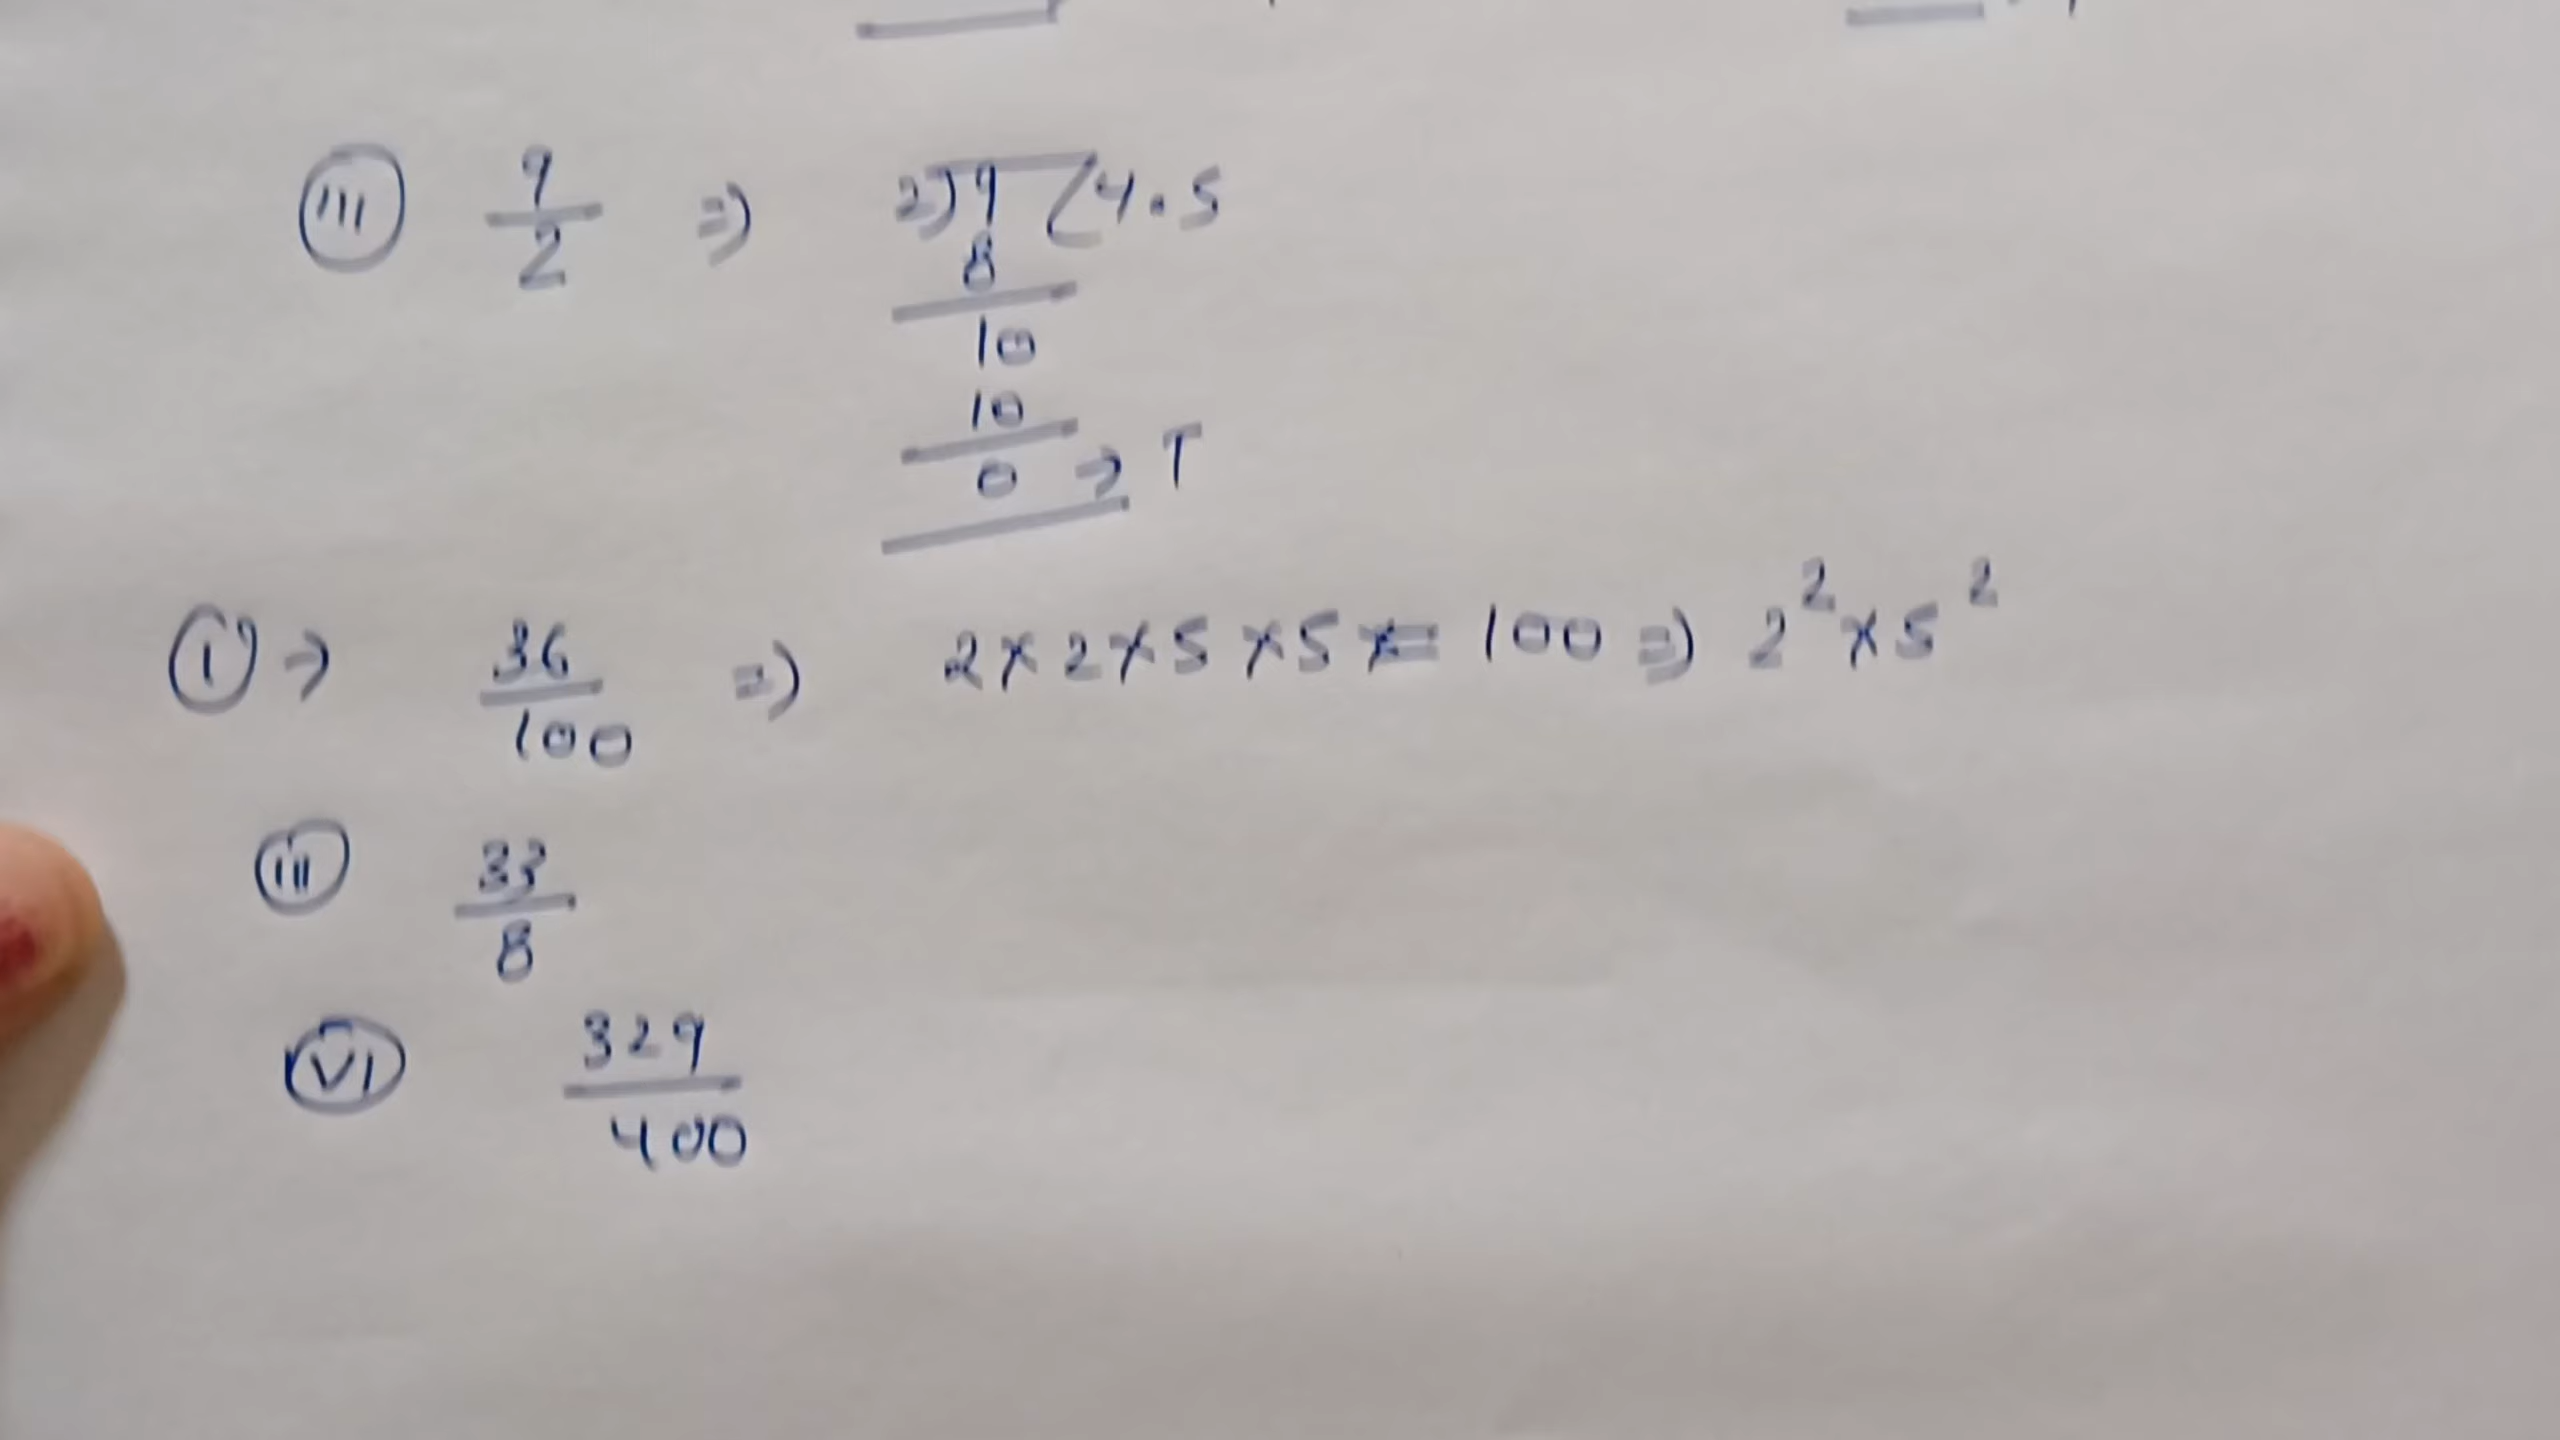 (iii) 9/2 => 2)9(4.5
8
10
10
0 => T
(i) → 36/100 => 2×2×5×5 = 100 => 2² × 5²
(iii) 33/8
(vi) 329/400